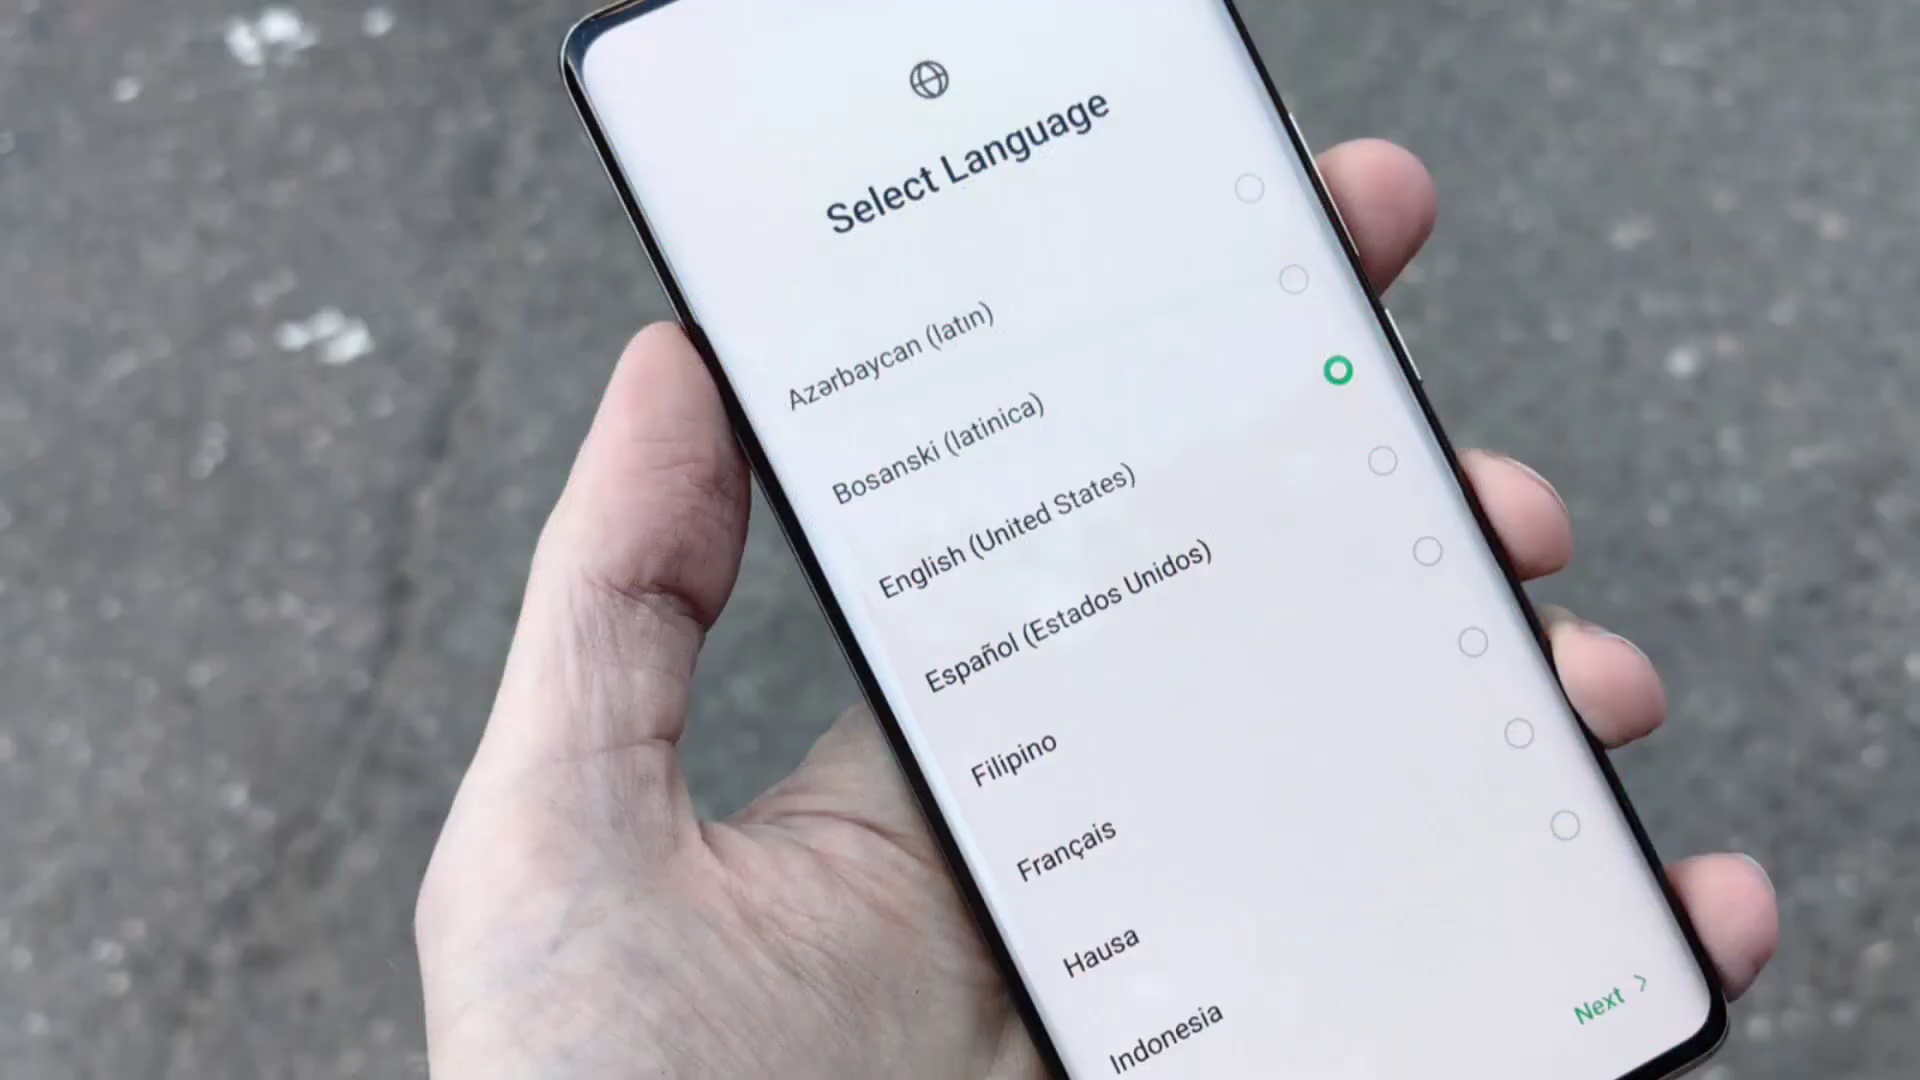 Select Language
Azərbaycan (latın)
Bosanski (latinica)
English (United States)
Español (Estados Unidos)
Filipino
Français
Hausa
Indonesia
Next >